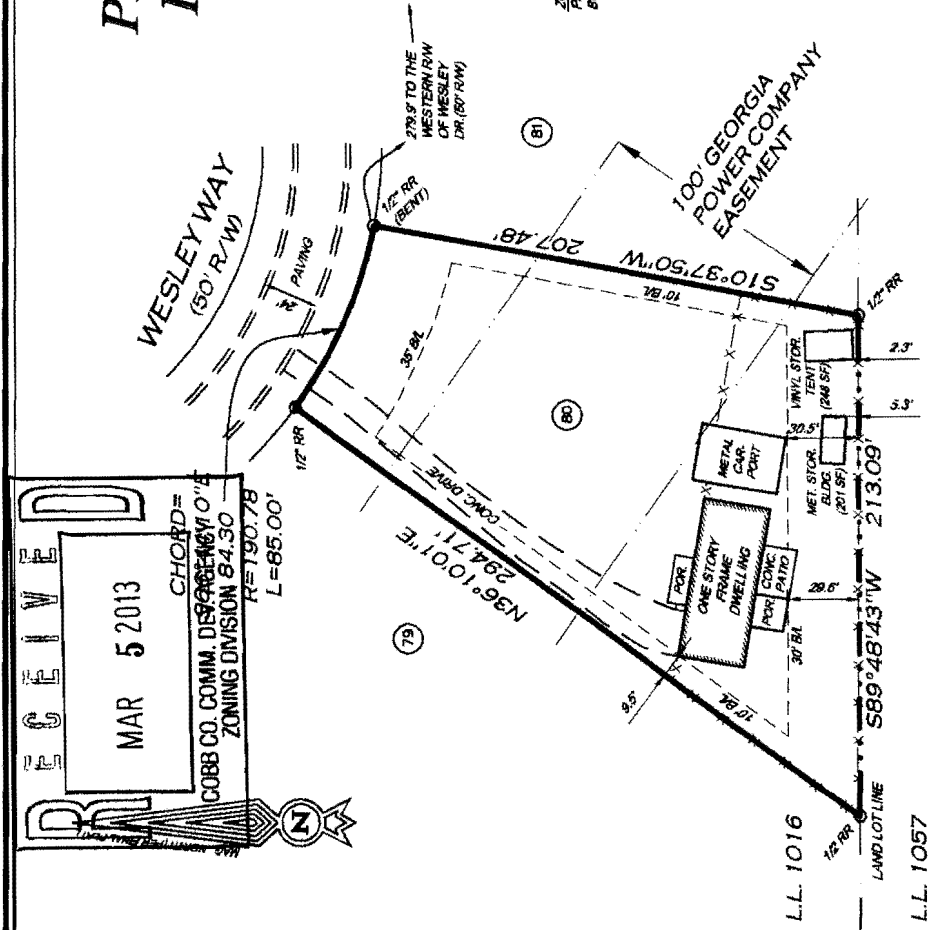 RECEIVED
MAR 5 2013
COBB CO. COMM. DEV. AGENCY
ZONING DIVISION
CHORD=
84.30
R=190.78
L=85.00'
N
WESLEY WAY
(50' R/W)
24'
PAVING
279.9' TO THE
WESTERN R/W
OF WESLEY
DR.(50' R/W)
1/2" RR
(BENT)
1/2" RR
81
100' GEORGIA
POWER COMPANY
EASEMENT
207.48'
S10°37'50"W
10' B/L
35' B/L
CONC. DRIVE
N36°10'01"E
294.71'
79
80
METAL
CAR-
PORT
POR.
ONE STORY
FRAME
DWELLING
POR.
CONC.
PATIO
VINYL STOR.
TENT
(248 SF)
MET. STOR.
BLDG.
(201 SF)
30.5'
29.6'
2.3'
5.3'
9.5'
10' B/L
30' B/L
1/2" RR
S89°48'43"W 213.09'
1/2" RR
LAND LOT LINE
L.L. 1016
L.L. 1057